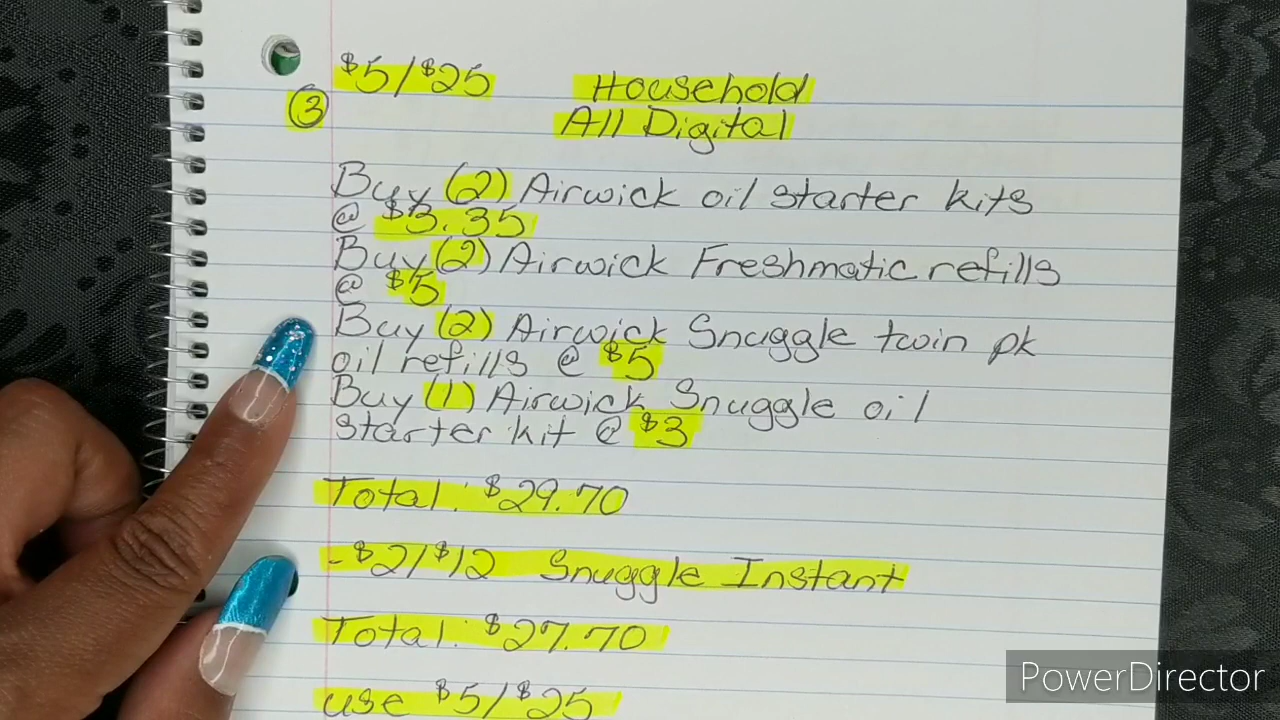 $5/$25 Household
③ All Digital
Buy (2) Airwick oil starter kits
@ $3.35
Buy (2) Airwick Freshmatic refills
@ $5
Buy (2) Airwick Snuggle twin pk
oil refills @ $5
Buy (1) Airwick Snuggle oil
starter kit @ $3
Total: $29.70
-$2/$12 Snuggle Instant
Total: $27.70
use $5/$25
PowerDirector